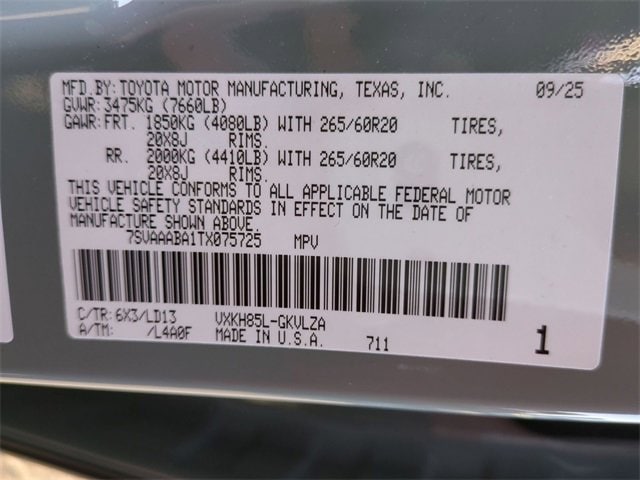 MFD.BY:TOYOTA MOTOR MANUFACTURING, TEXAS, INC. 09/25
GVWR:3475KG (7660LB)
GAWR:FRT. 1850KG (4080LB) WITH 265/60R20 TIRES,
20X8J RIMS.
RR. 2000KG (4410LB) WITH 265/60R20 TIRES,
20X8J RIMS.
THIS VEHICLE CONFORMS TO ALL APPLICABLE FEDERAL MOTOR
VEHICLE SAFETY STANDARDS IN EFFECT ON THE DATE OF
MANUFACTURE SHOWN ABOVE.
7SVAAABA1TX075725 MPV
C/TR:6X3/LD13 VXKH85L-GKVLZA
A/TM: /L4A0F MADE IN U.S.A. 711 1